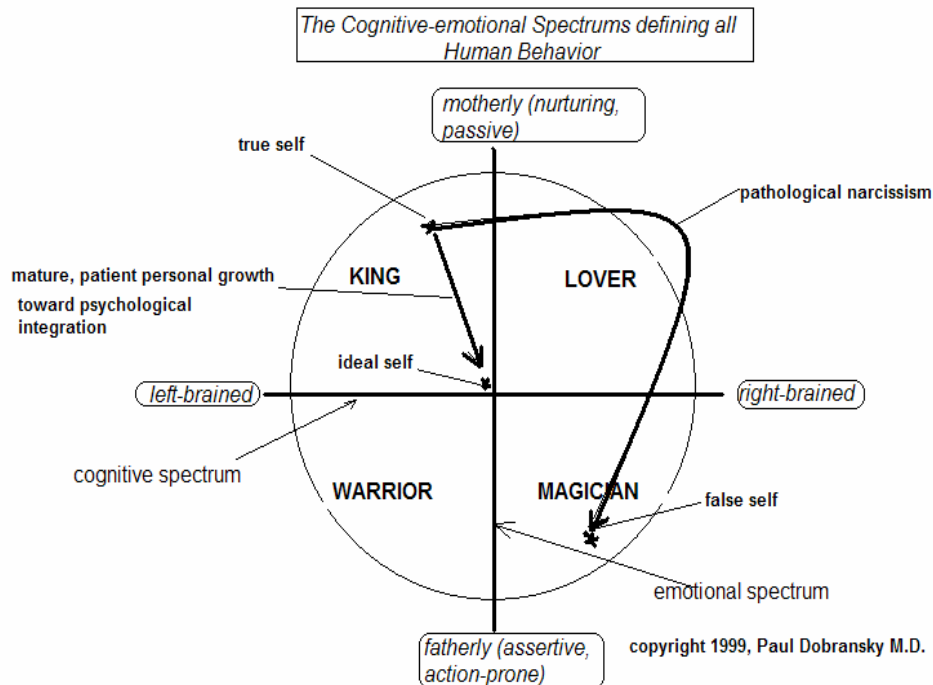 The Cognitive-emotional Spectrums defining all
Human Behavior
motherly (nurturing,
passive)
true self
pathological narcissism
mature, patient personal growth
toward psychological
integration
KING
LOVER
ideal self
left-brained
right-brained
cognitive spectrum
WARRIOR
MAGICIAN
false self
emotional spectrum
fatherly (assertive,
action-prone)
copyright 1999, Paul Dobransky M.D.